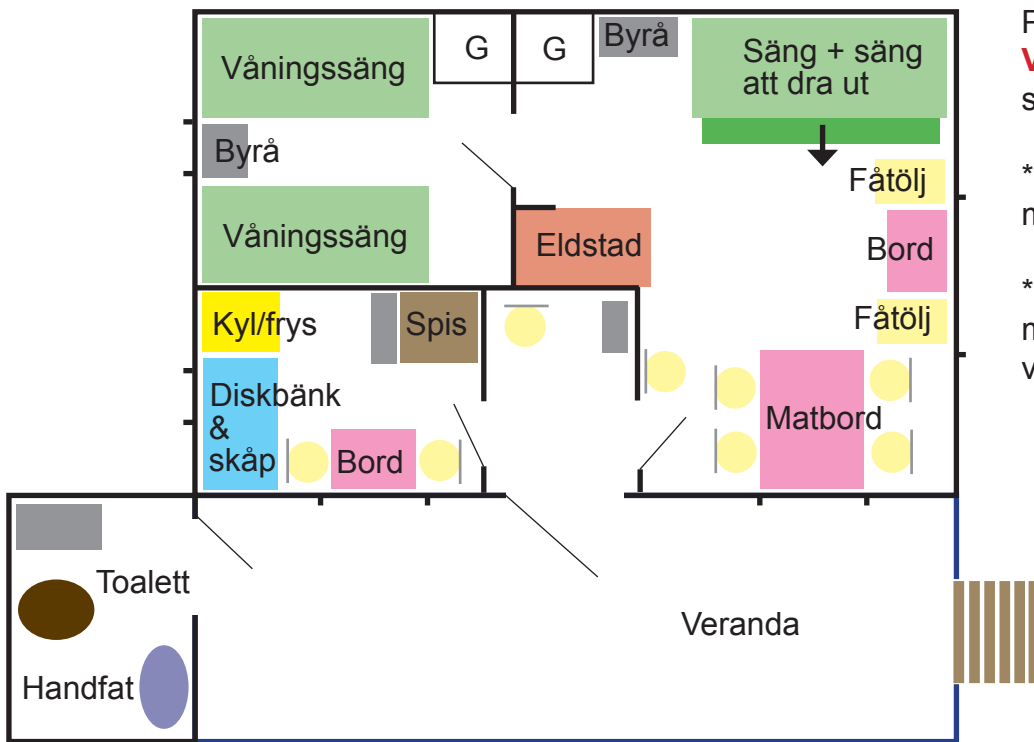 Våningssäng
G
G
Byrå
Säng + säng
att dra ut
Byrå
Fåtölj
Våningssäng
Eldstad
Bord
Fåtölj
Kyl/frys
Spis
Diskbänk
&
skåp
Bord
Matbord
Toalett
Veranda
Handfat
F
V
s
*
n
*
n
v